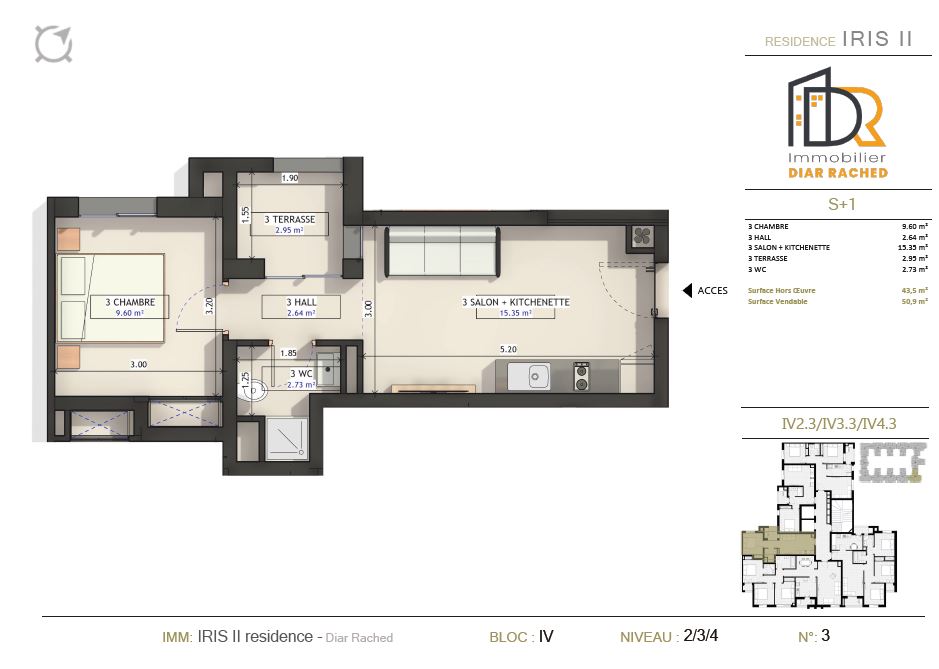 RESIDENCE IRIS II
DR
Immobilier
DIAR RACHED
S+1
3 CHAMBRE 9.60 m²
3 HALL 2.64 m²
3 SALON + KITCHENETTE 15.35 m²
3 TERRASSE 2.95 m²
3 WC 2.73 m²
Surface Hors Œuvre 43,5 m²
Surface Vendable 50,9 m²
1.90
1.55
3 TERRASSE
2.95 m²
3 CHAMBRE
9.60 m²
3.20
3.00
3 HALL
2.64 m²
3.00
3 SALON + KITCHENETTE
15.35 m²
5.20
1.85
1.25
3 WC
2.73 m²
ACCES
IV2.3/IV3.3/IV4.3
IMM: IRIS II residence - Diar Rached BLOC : IV NIVEAU : 2/3/4 N°: 3